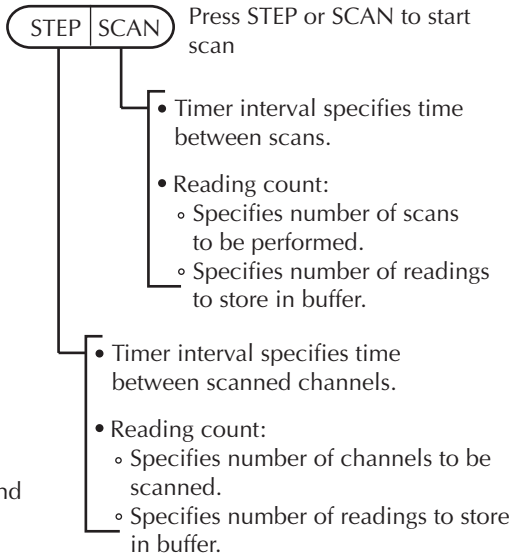 STEP SCAN
Press STEP or SCAN to start
scan
• Timer interval specifies time
between scans.
• Reading count:
∘ Specifies number of scans
to be performed.
∘ Specifies number of readings
to store in buffer.
• Timer interval specifies time
between scanned channels.
• Reading count:
∘ Specifies number of channels to be
scanned.
∘ Specifies number of readings to store
in buffer.